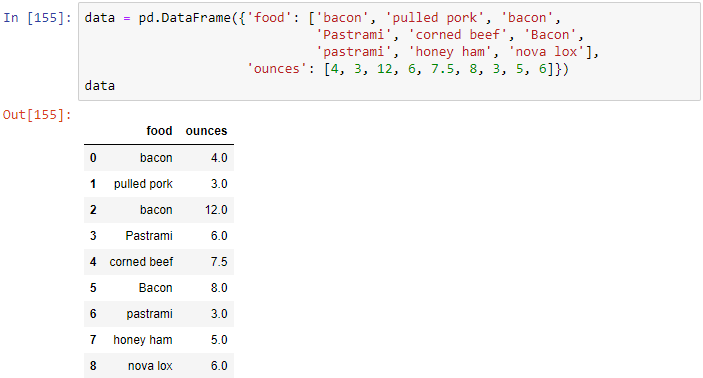 In [155]: data = pd.DataFrame({'food': ['bacon', 'pulled pork', 'bacon',
'Pastrami', 'corned beef', 'Bacon',
'pastrami', 'honey ham', 'nova lox'],
'ounces': [4, 3, 12, 6, 7.5, 8, 3, 5, 6]})
data
Out[155]:
food ounces
0 bacon 4.0
1 pulled pork 3.0
2 bacon 12.0
3 Pastrami 6.0
4 corned beef 7.5
5 Bacon 8.0
6 pastrami 3.0
7 honey ham 5.0
8 nova lox 6.0